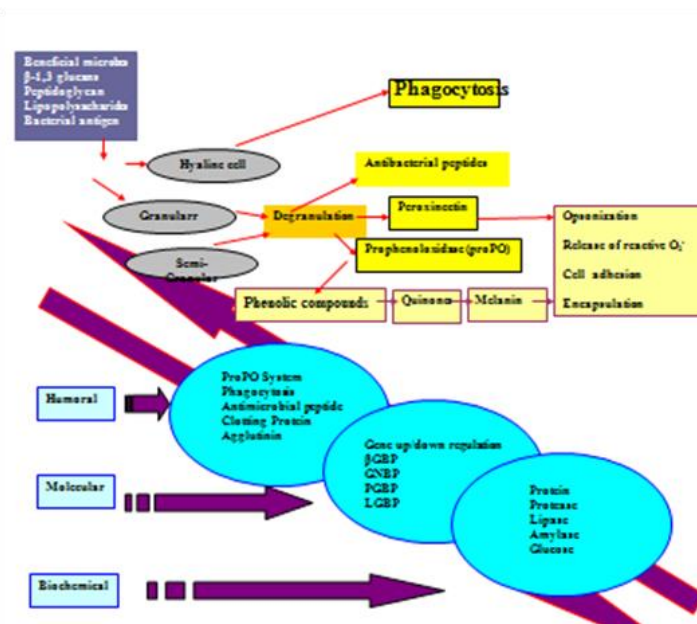 Beneficial microbes
β-1,3 glucans
Peptidoglycan
Lipopolysaccharide
Bacterial antigen
Phagocytosis
Hyaline cell
Antibacterial peptides
Granularr
Degranulation
Peroxinectin
Opsonization
Release of reactive O₂⁻
Cell adhesion
Encapsulation
Semi-
Granular
Prophenoloxidase (proPO)
Phenolic compounds
Quinones
Melanin
Humoral
ProPO System
Phagocytosis
Antimicrobial peptide
Clotting Protein
Agglutinin
Molecular
Gene up/down regulation
βGBP
GNBP
PGBP
LGBP
Biochemical
Protein
Protease
Lipase
Amylase
Glucose